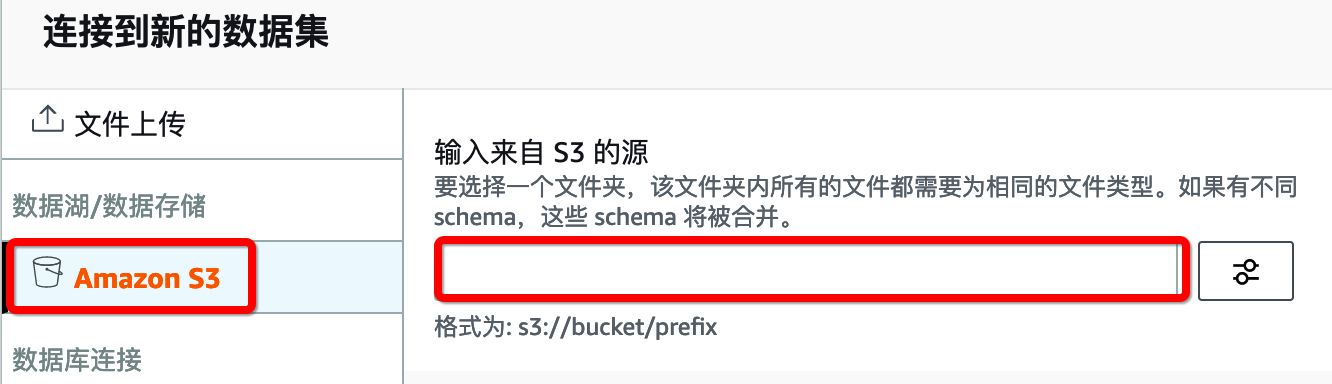 连接到新的数据集
文件上传
数据湖/数据存储
Amazon S3
数据库连接
输入来自 S3 的源
要选择一个文件夹，该文件夹内所有的文件都需要为相同的文件类型。如果有不同
schema，这些 schema 将被合并。
格式为: s3://bucket/prefix